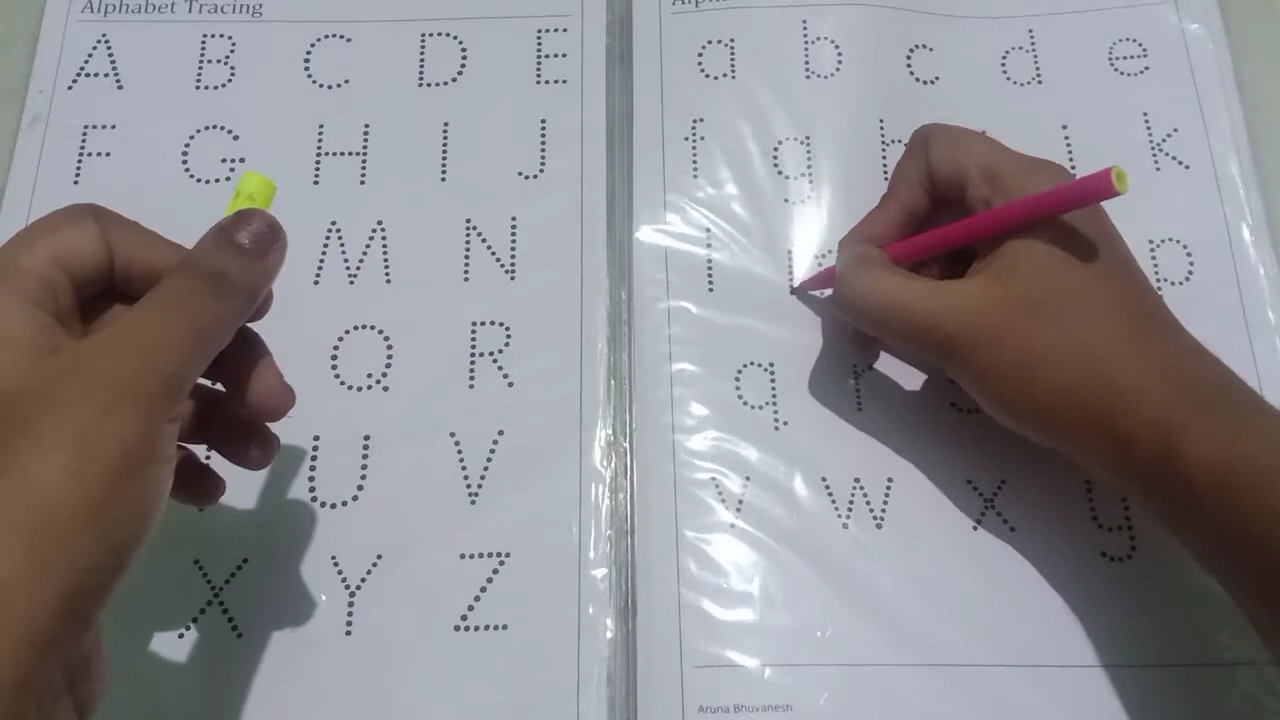 Alphabet Tracing
A B C D E
F G H I J
M N
Q R
U V
X Y Z
a b c d e
f g h k
l p
q r
v w x y
Aruna Bhuvanesh